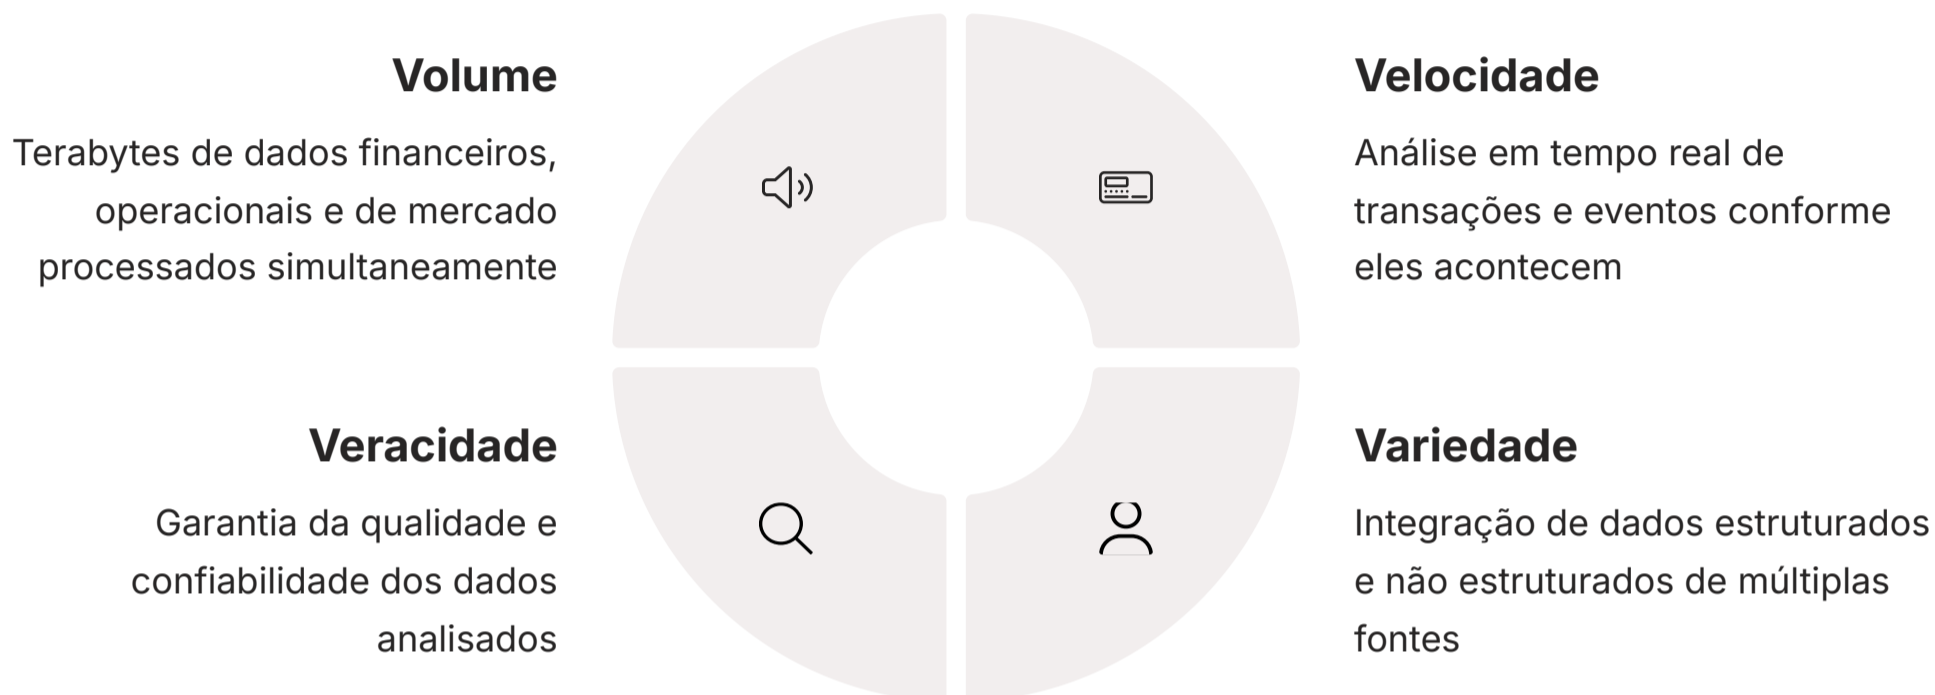 Volume
Terabytes de dados financeiros,
operacionais e de mercado
processados simultaneamente
Velocidade
Análise em tempo real de
transações e eventos conforme
eles acontecem
Veracidade
Garantia da qualidade e
confiabilidade dos dados
analisados
Variedade
Integração de dados estruturados
e não estruturados de múltiplas
fontes